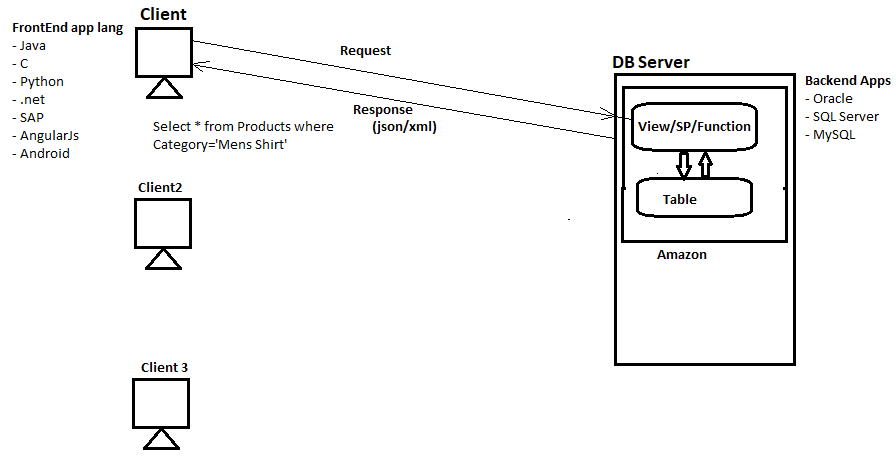 Client
FrontEnd app lang
- Java
- C
- Python
- .net
- SAP
- AngularJs
- Android
Request
Response
(json/xml)
Select * from Products where
Category='Mens Shirt'
DB Server
View/SP/Function
Table
Amazon
Backend Apps
- Oracle
- SQL Server
- MySQL
Client2
Client 3